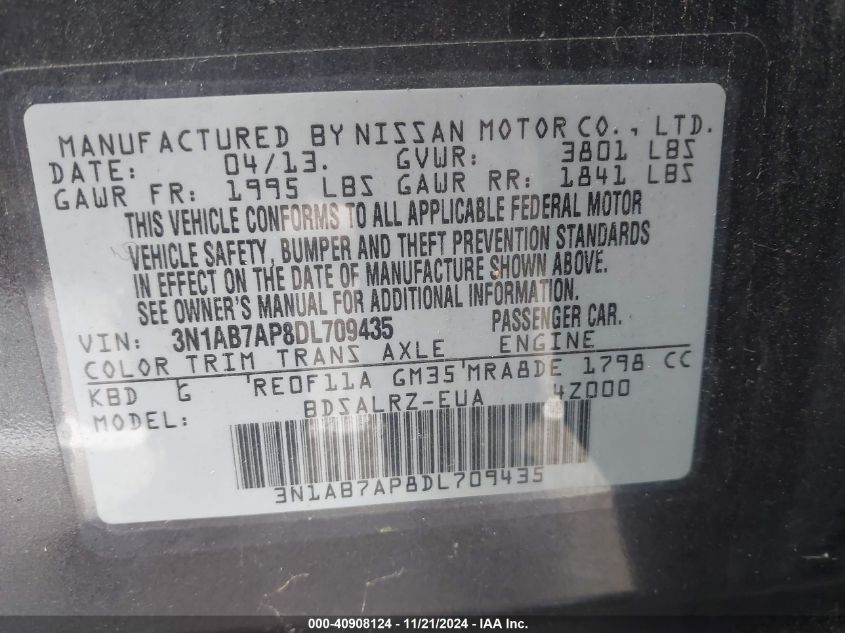 MANUFACTURED BY NISSAN MOTOR CO., LTD.
DATE: 04/13. GVWR: 3801 LBS
GAWR FR: 1995 LBS GAWR RR: 1841 LBS
THIS VEHICLE CONFORMS TO ALL APPLICABLE FEDERAL MOTOR
VEHICLE SAFETY, BUMPER AND THEFT PREVENTION STANDARDS
IN EFFECT ON THE DATE OF MANUFACTURE SHOWN ABOVE.
SEE OWNER'S MANUAL FOR ADDITIONAL INFORMATION.
VIN: 3N1AB7AP8DL709435 PASSENGER CAR.
COLOR TRIM TRANS AXLE ENGINE
KBD G 'RE0F11A GM35'MRA8DE 1798 CC
MODEL: BDSALRZ-EUA 4Z000
3N1AB7AP8DL709435
000-40908124 - 11/21/2024 - IAA, Inc.